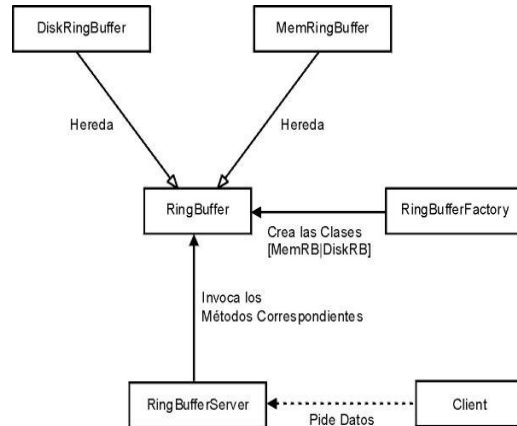 DiskRingBuffer
MemRingBuffer
Hereda
Hereda
RingBuffer
RingBufferFactory
Crea las Clases
[MemRB|DiskRB]
Invoca los
Métodos Correspondientes
RingBufferServer
Client
Pide Datos